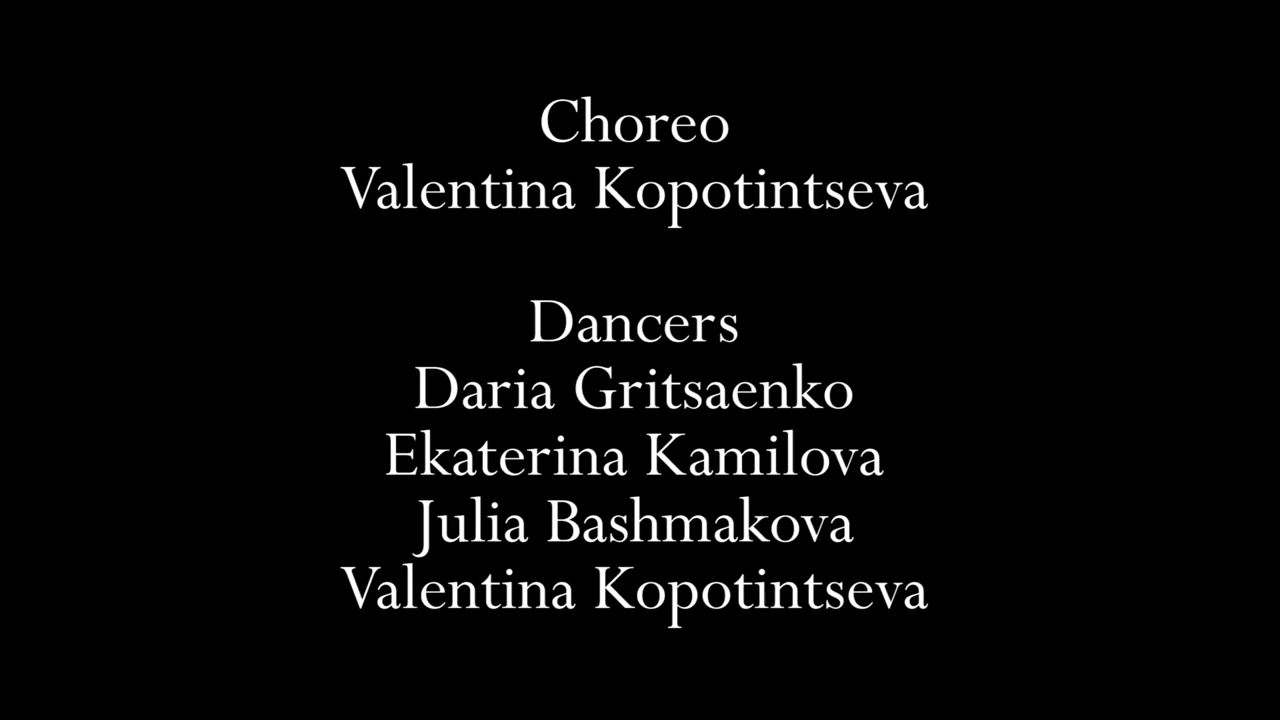 Choreo
Valentina Kopotintseva
Dancers
Daria Gritsaenko
Ekaterina Kamilova
Julia Bashmakova
Valentina Kopotintseva